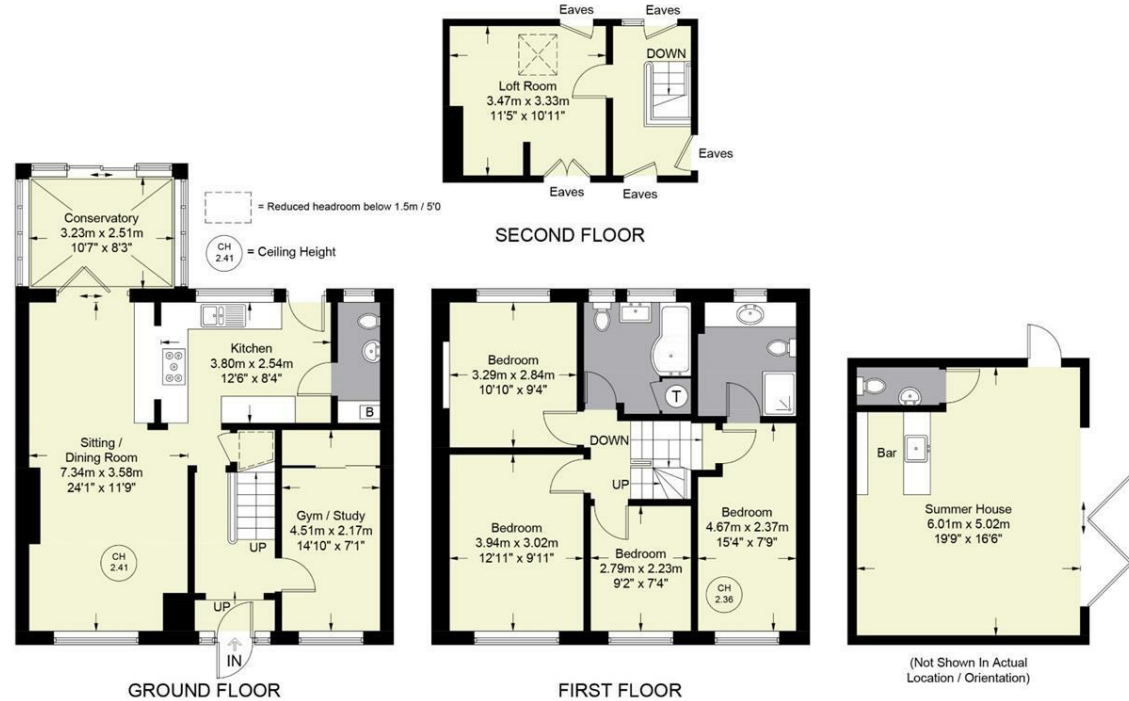 Eaves
Eaves
DOWN
Loft Room
3.47m x 3.33m
11'5" x 10'11"
Eaves
Eaves
Eaves
SECOND FLOOR
Conservatory
3.23m x 2.51m
10'7" x 8'3"
= Reduced headroom below 1.5m / 5'0
CH
2.41
= Ceiling Height
Kitchen
3.80m x 2.54m
12'6" x 8'4"
B
Sitting /
Dining Room
7.34m x 3.58m
24'1" x 11'9"
CH
2.41
Gym / Study
4.51m x 2.17m
14'10" x 7'1"
UP
UP
IN
GROUND FLOOR
Bedroom
3.29m x 2.84m
10'10" x 9'4"
T
DOWN
UP
Bedroom
3.94m x 3.02m
12'11" x 9'11"
Bedroom
2.79m x 2.23m
9'2" x 7'4"
Bedroom
4.67m x 2.37m
15'4" x 7'9"
CH
2.36
FIRST FLOOR
Bar
Summer House
6.01m x 5.02m
19'9" x 16'6"
(Not Shown In Actual
Location / Orientation)